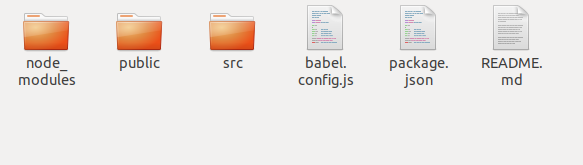 node_
modules
public
src
babel.
config.js
package.
json
README.
md